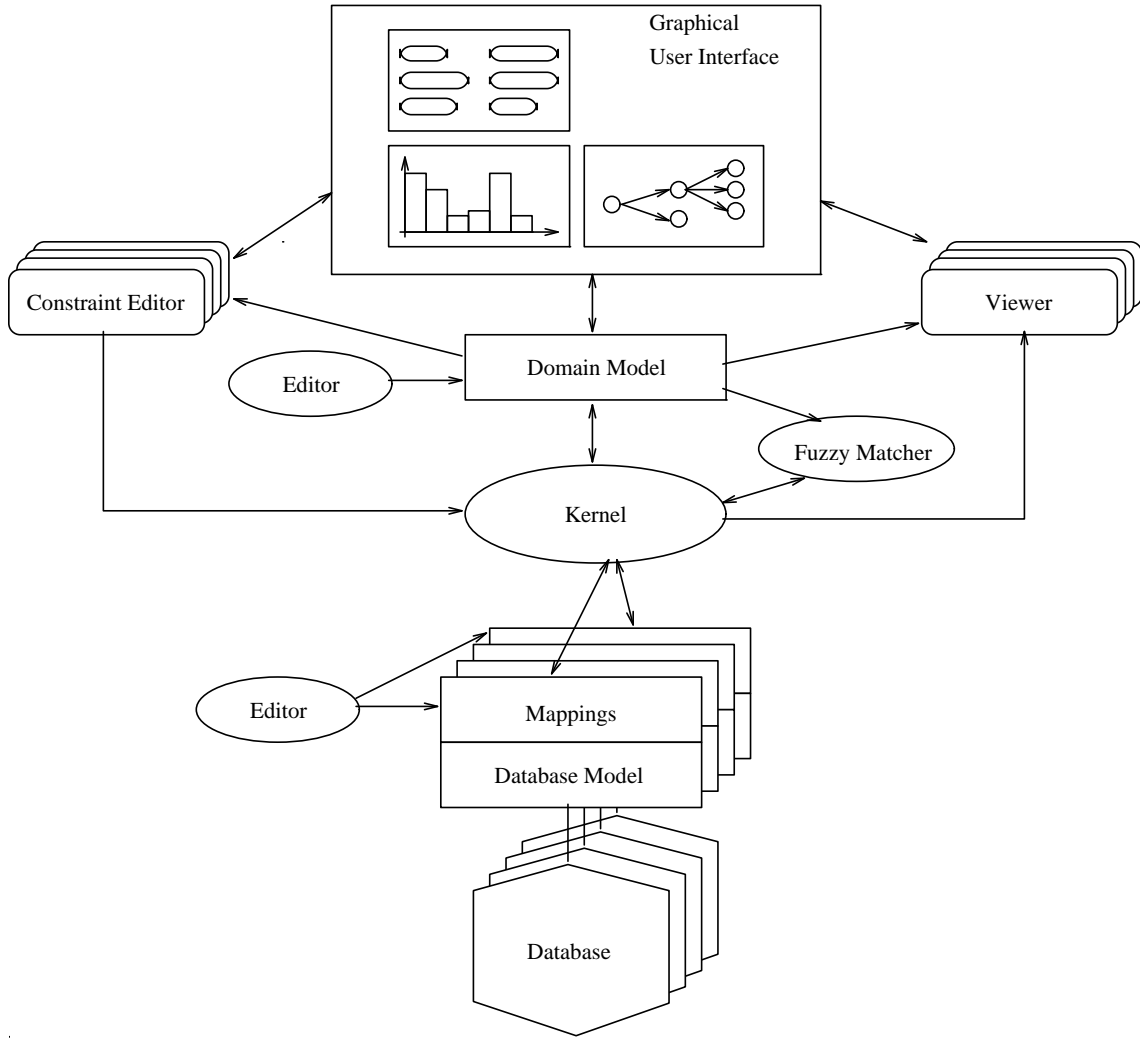 Graphical
User Interface
Constraint Editor
Viewer
Domain Model
Editor
Fuzzy Matcher
Kernel
Editor
Mappings
Database Model
Database